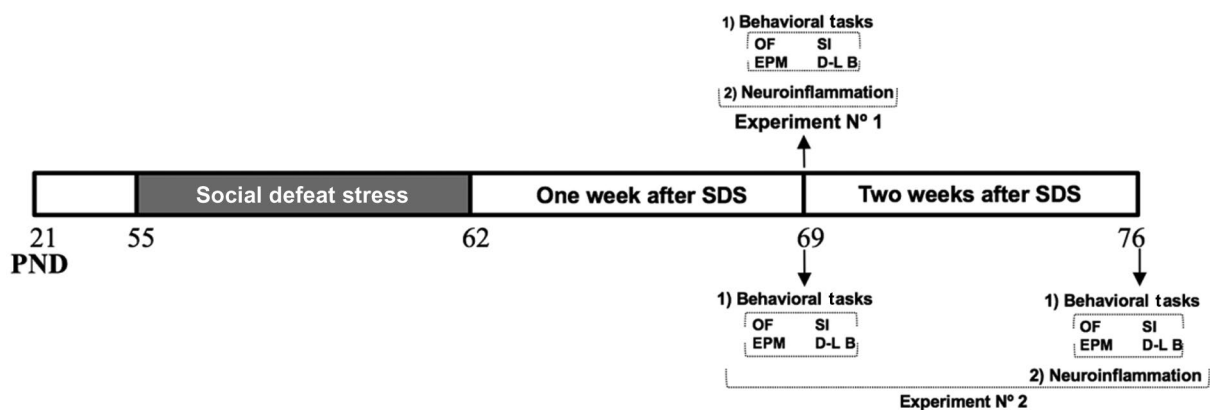 1) Behavioral tasks
OF SI
EPM D-L B
2) Neuroinflammation
Experiment Nº 1
Social defeat stress One week after SDS Two weeks after SDS
21 55 62 69 76
PND
1) Behavioral tasks 1) Behavioral tasks
OF SI OF SI
EPM D-L B EPM D-L B
2) Neuroinflammation
Experiment Nº 2